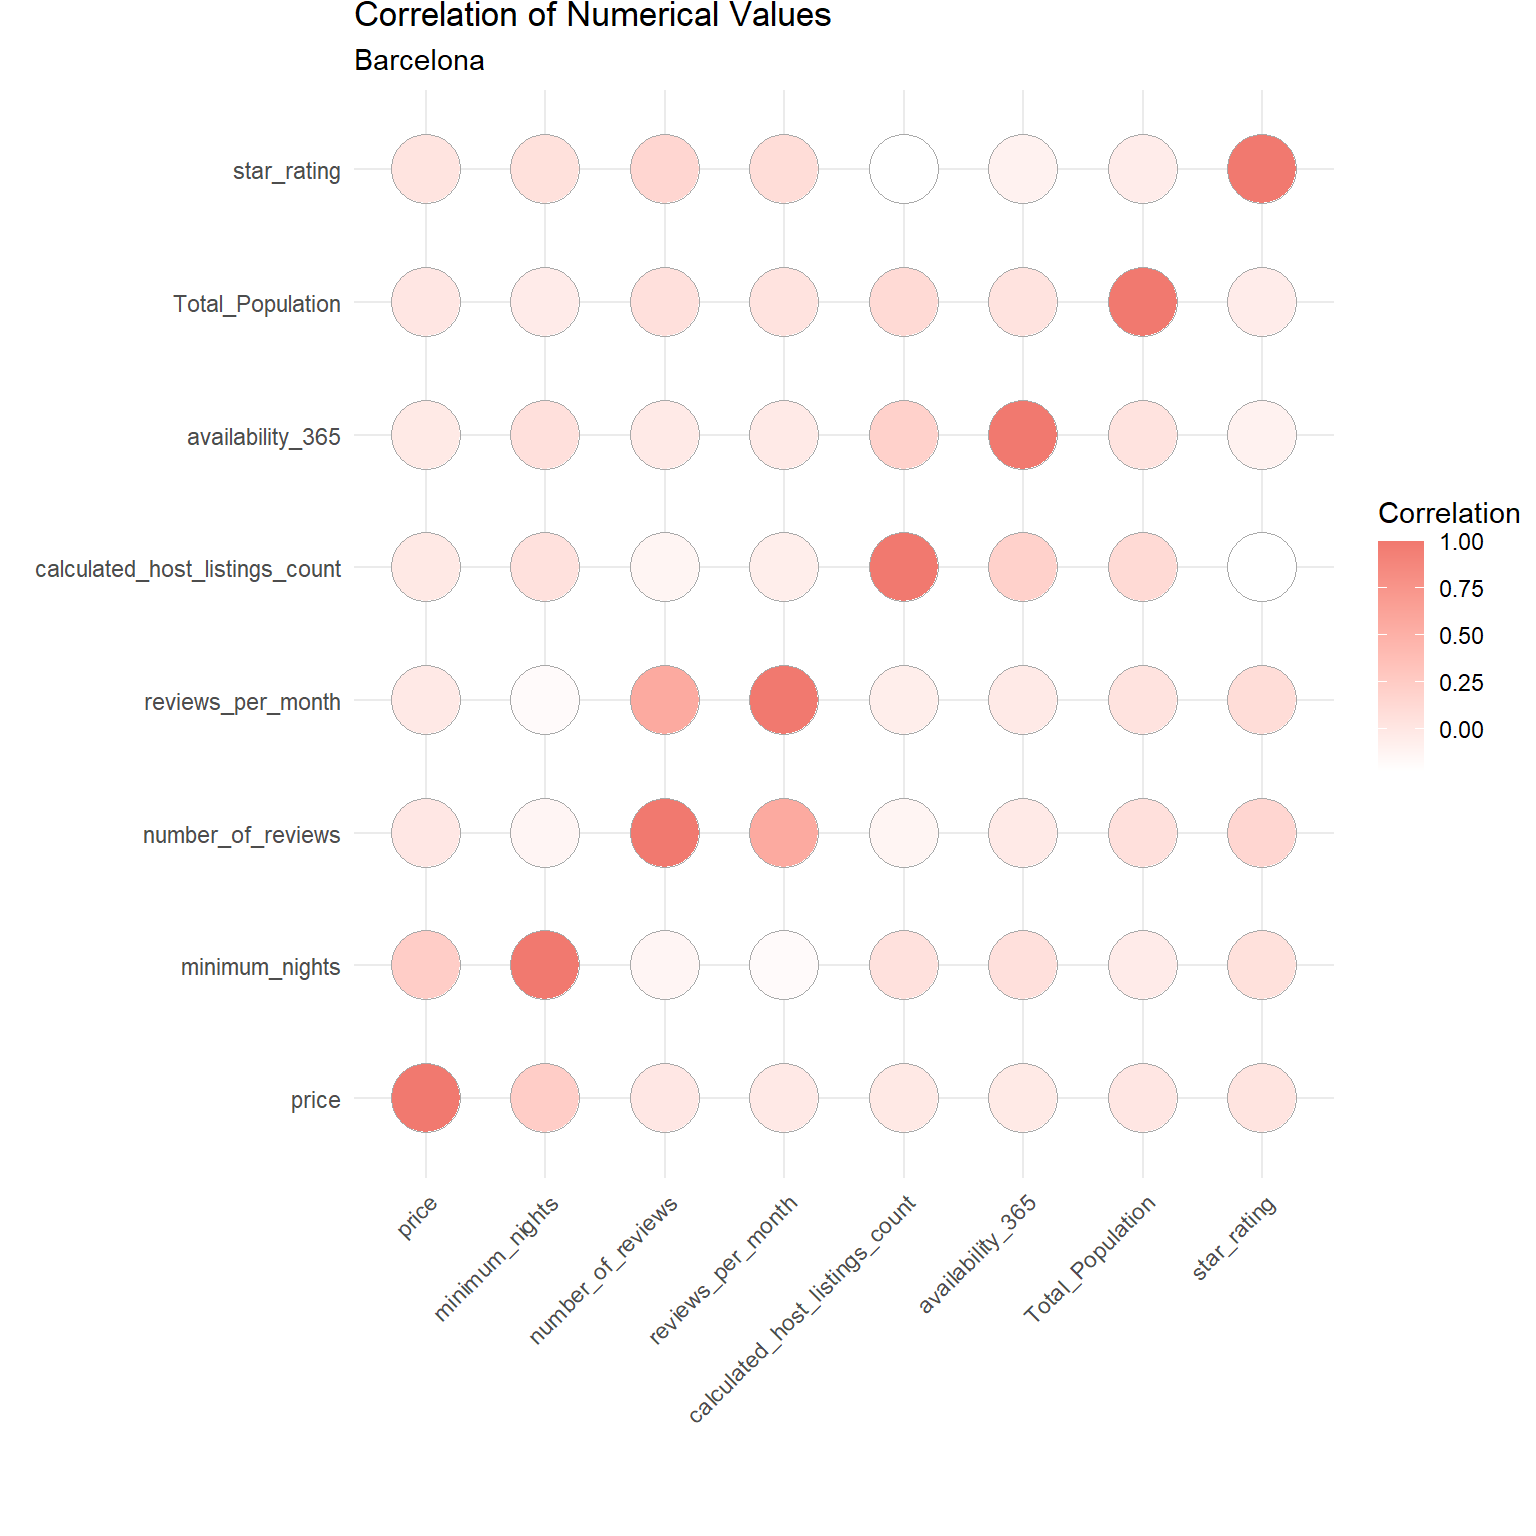 Correlation of Numerical Values
Barcelona
star_rating
Total_Population
availability_365
calculated_host_listings_count
reviews_per_month
number_of_reviews
minimum_nights
price
Correlation
1.00
0.75
0.50
0.25
0.00
price
minimum_nights
number_of_reviews
reviews_per_month
calculated_host_listings_count
availability_365
Total_Population
star_rating